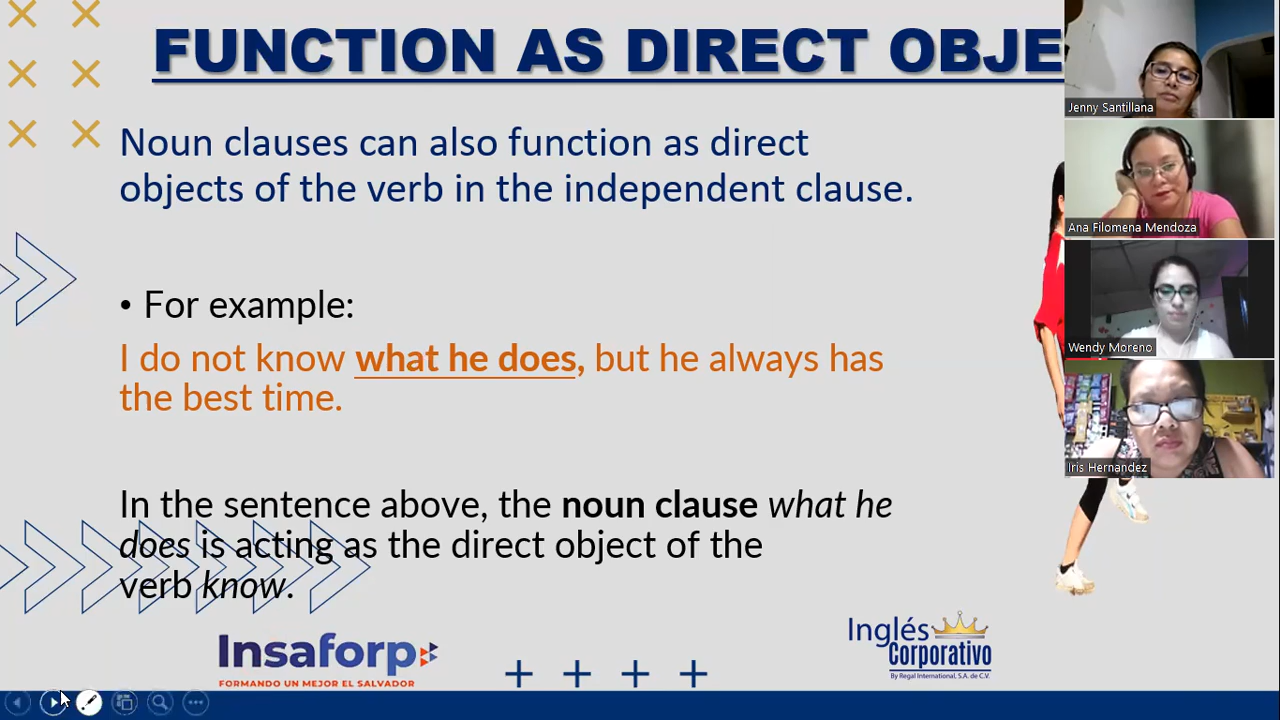 FUNCTION AS DIRECT OBJE
Noun clauses can also function as direct
objects of the verb in the independent clause.
• For example:
I do not know what he does, but he always has
the best time.
In the sentence above, the noun clause what he
does is acting as the direct object of the
verb know.
Insaforp
FORMANDO UN MEJOR EL SALVADOR
Inglés
Corporativo
By Regal International, S.A. de C.V.
Jenny Santillana
Ana Filomena Mendoza
Wendy Moreno
Iris Hernandez